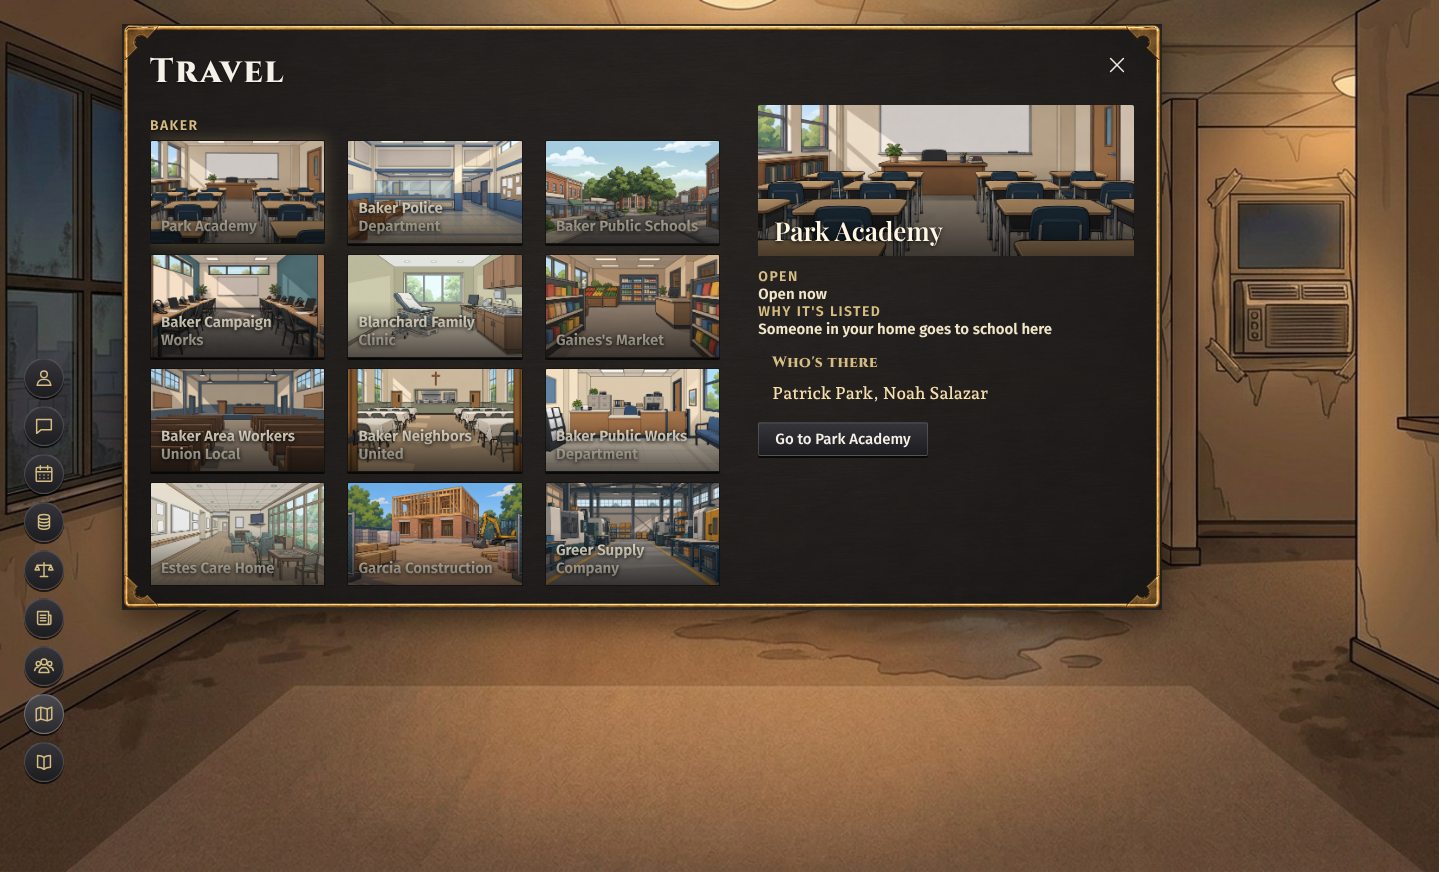 Travel
BAKER
Park Academy
Baker Police
Department
Baker Public Schools
Baker Campaign
Works
Blanchard Family
Clinic
Gaines's Market
Baker Area Workers
Union Local
Baker Neighbors
United
Baker Public Works
Department
Estes Care Home
Garcia Construction
Greer Supply
Company
Park Academy
OPEN
Open now
WHY IT'S LISTED
Someone in your home goes to school here
Who's there
Patrick Park, Noah Salazar
Go to Park Academy